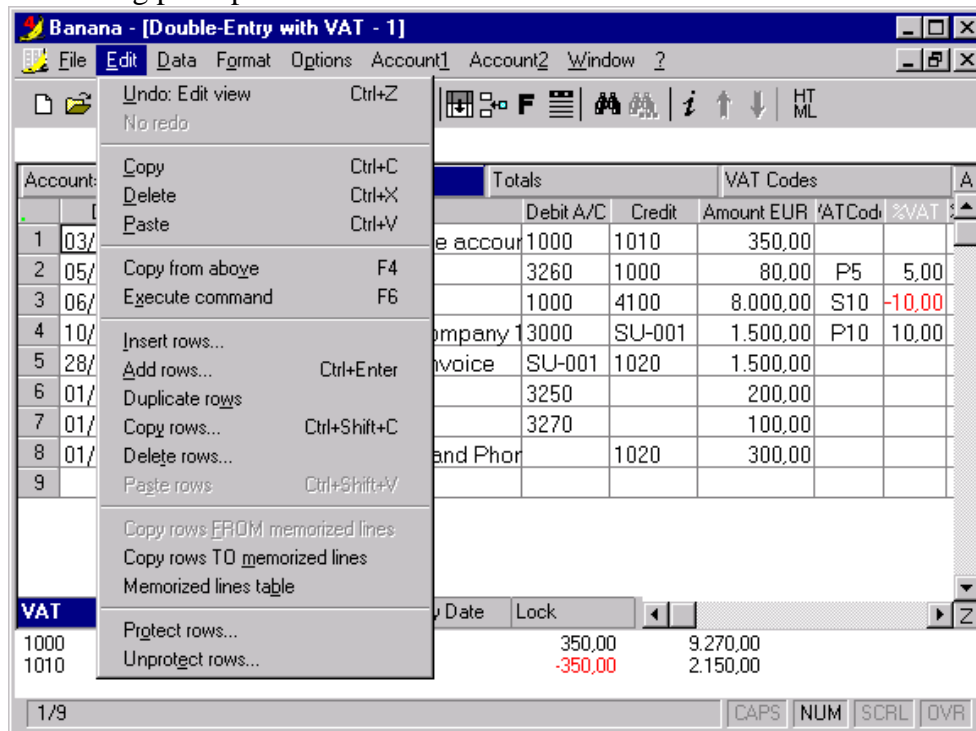 Banana - [Double-Entry with VAT - 1]
File Edit Data Format Options Account1 Account2 Window ?
Undo: Edit view Ctrl+Z
No redo
Copy Ctrl+C
Delete Ctrl+X
Paste Ctrl+V
Copy from above F4
Execute command F6
Insert rows...
Add rows... Ctrl+Enter
Duplicate rows
Copy rows... Ctrl+Shift+C
Delete rows...
Paste rows Ctrl+Shift+V
Copy rows FROM memorized lines
Copy rows TO memorized lines
Memorized lines table
Protect rows...
Unprotect rows...
F i HT ML
Totals VAT Codes A
Debit A/C Credit Amount EUR %VAT
1 03/ e accour 1000 1010 350,00
2 05/ 3260 1000 80,00 P5 5,00
3 06/ 1000 4100 8.000,00 S10 -10,00
4 10/ ompany 1 3000 SU-001 1.500,00 P10 10,00
5 28/ nvoice SU-001 1020 1.500,00
6 01/ 3250 200,00
7 01/ 3270 100,00
8 01/ and Phor 1020 300,00
9
VAT y Date Lock Z
1000 350,00 9.270,00
1010 -350,00 2.150,00
1/9 CAPS NUM SCRL OVR